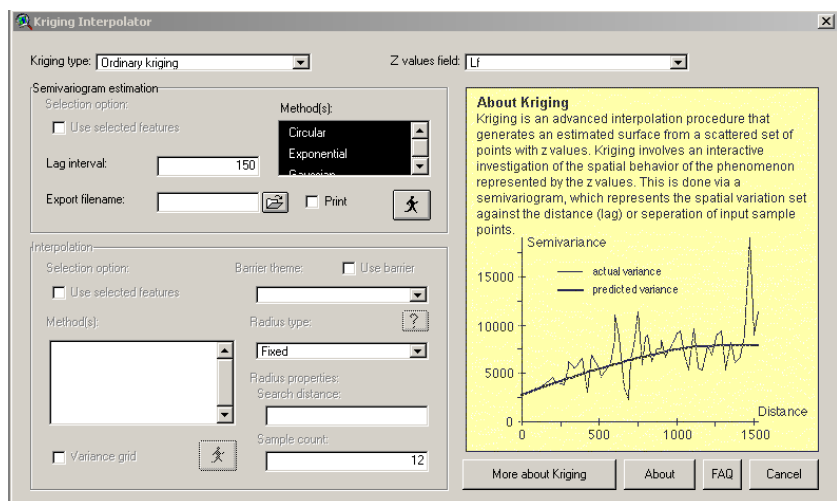 Kriging Interpolator
Kriging type: Ordinary kriging
Z values field: Lf
Semivariogram estimation
Selection option:
Use selected features
Method(s):
Circular
Exponential
Gaussian
Lag interval: 150
Export filename:
Print
Interpolation
Selection option:
Use selected features
Barrier theme:
Use barrier
Method(s):
Radius type:
?
Fixed
Radius properties:
Search distance:
Sample count:
12
Variance grid
About Kriging
Kriging is an advanced interpolation procedure that
generates an estimated surface from a scattered set of
points with z values. Kriging involves an interactive
investigation of the spatial behavior of the phenomenon
represented by the z values. This is done via a
semivariogram, which represents the spatial variation set
against the distance (lag) or seperation of input sample
points.
Semivariance
15000
actual variance
predicted variance
10000
5000
0
Distance
0 500 1000 1500
More about Kriging
About
FAQ
Cancel